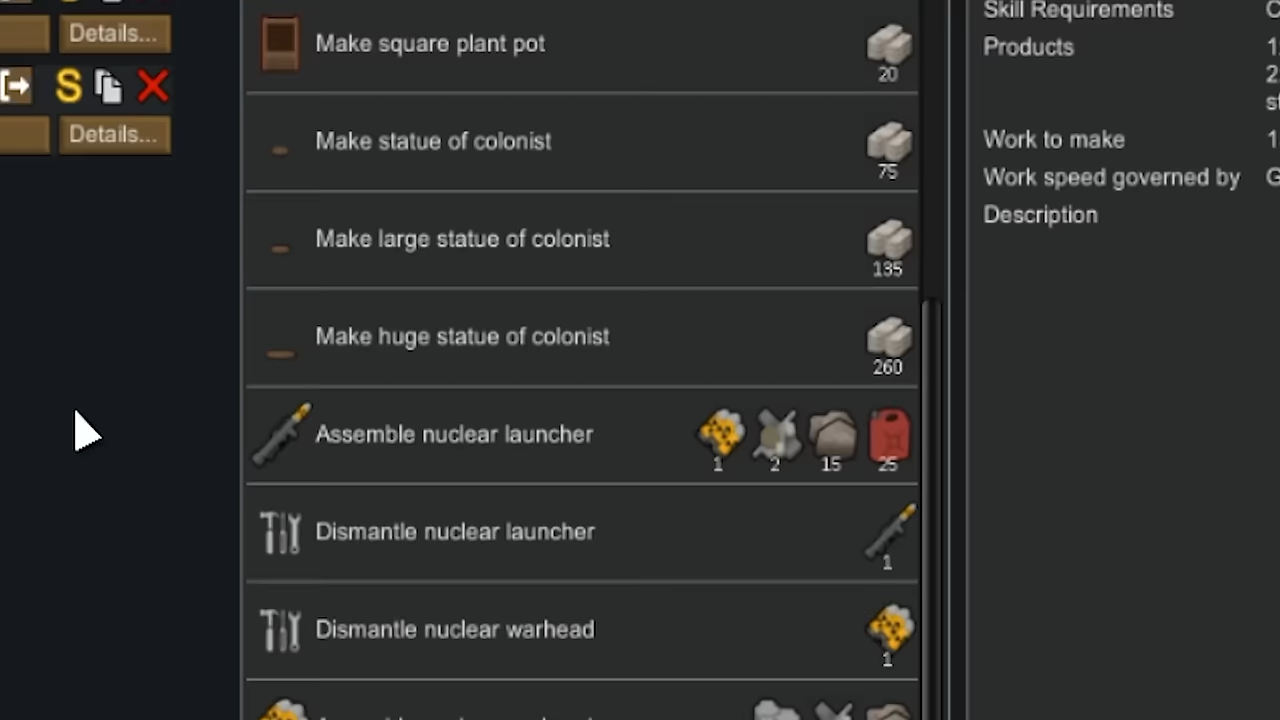 Details...
S
Details...
Make square plant pot
20
Make statue of colonist
75
Make large statue of colonist
135
Make huge statue of colonist
260
Assemble nuclear launcher
1 2 15 25
Dismantle nuclear launcher
1
Dismantle nuclear warhead
1
Skill Requirements
Products
Work to make
Work speed governed by
Description